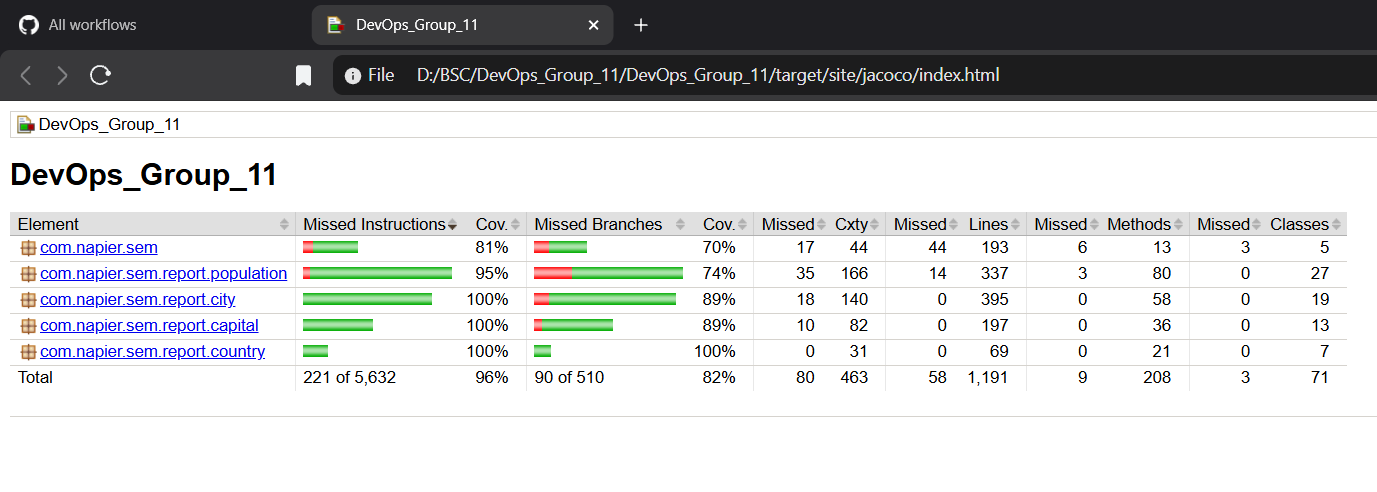 All workflows DevOps_Group_11
File D:/BSC/DevOps_Group_11/DevOps_Group_11/target/site/jacoco/index.html
DevOps_Group_11
DevOps_Group_11
Element Missed Instructions Cov. Missed Branches Cov. Missed Cxty Missed Lines Missed Methods Missed Classes
com.napier.sem 81% 70% 17 44 44 193 6 13 3 5
com.napier.sem.report.population 95% 74% 35 166 14 337 3 80 0 27
com.napier.sem.report.city 100% 89% 18 140 0 395 0 58 0 19
com.napier.sem.report.capital 100% 89% 10 82 0 197 0 36 0 13
com.napier.sem.report.country 100% 100% 0 31 0 69 0 21 0 7
Total 221 of 5,632 96% 90 of 510 82% 80 463 58 1,191 9 208 3 71